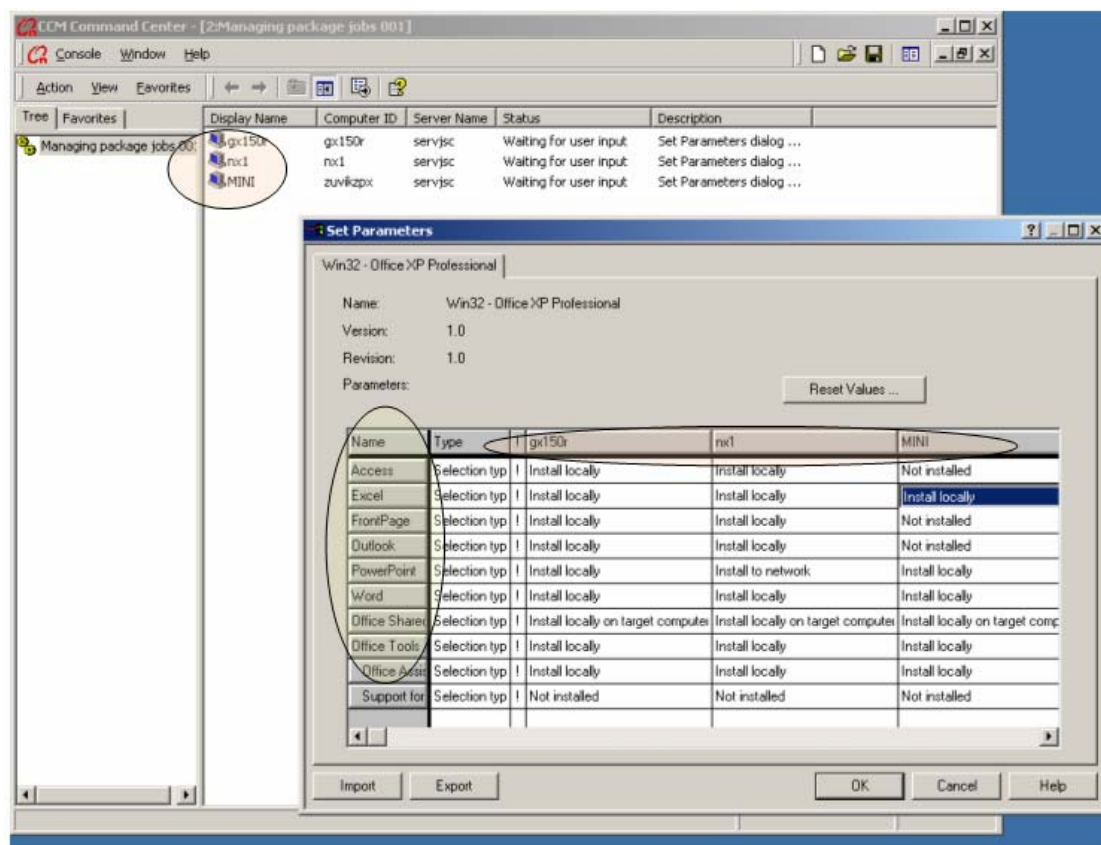 CCM Command Center - [2:Managing package jobs 001]
Console Window Help
Action View Favorites
Tree Favorites
Managing package jobs 00:
Display Name Computer ID Server Name Status Description
gx150r gx150r servjsc Waiting for user input Set Parameters dialog ...
nx1 nx1 servjsc Waiting for user input Set Parameters dialog ...
MINI zuvikzpx servjsc Waiting for user input Set Parameters dialog ...
Set Parameters
Win32 - Office XP Professional
Name: Win32 - Office XP Professional
Version: 1.0
Revision: 1.0
Parameters:
Reset Values ...
Name Type ! gx150r nx1 MINI
Access Selection typ ! Install locally Install locally Not installed
Excel Selection typ ! Install locally Install locally Install locally
FrontPage Selection typ ! Install locally Install locally Not installed
Outlook Selection typ ! Install locally Install locally Not installed
PowerPoint Selection typ ! Install locally Install to network Install locally
Word Selection typ ! Install locally Install locally Install locally
Office Shared Selection typ ! Install locally on target computer Install locally on target computer Install locally on target comp
Office Tools Selection typ ! Install locally Install locally Install locally
Office Assis Selection typ ! Install locally Install locally Install locally
Support for Selection typ ! Not installed Not installed Not installed
Import Export OK Cancel Help